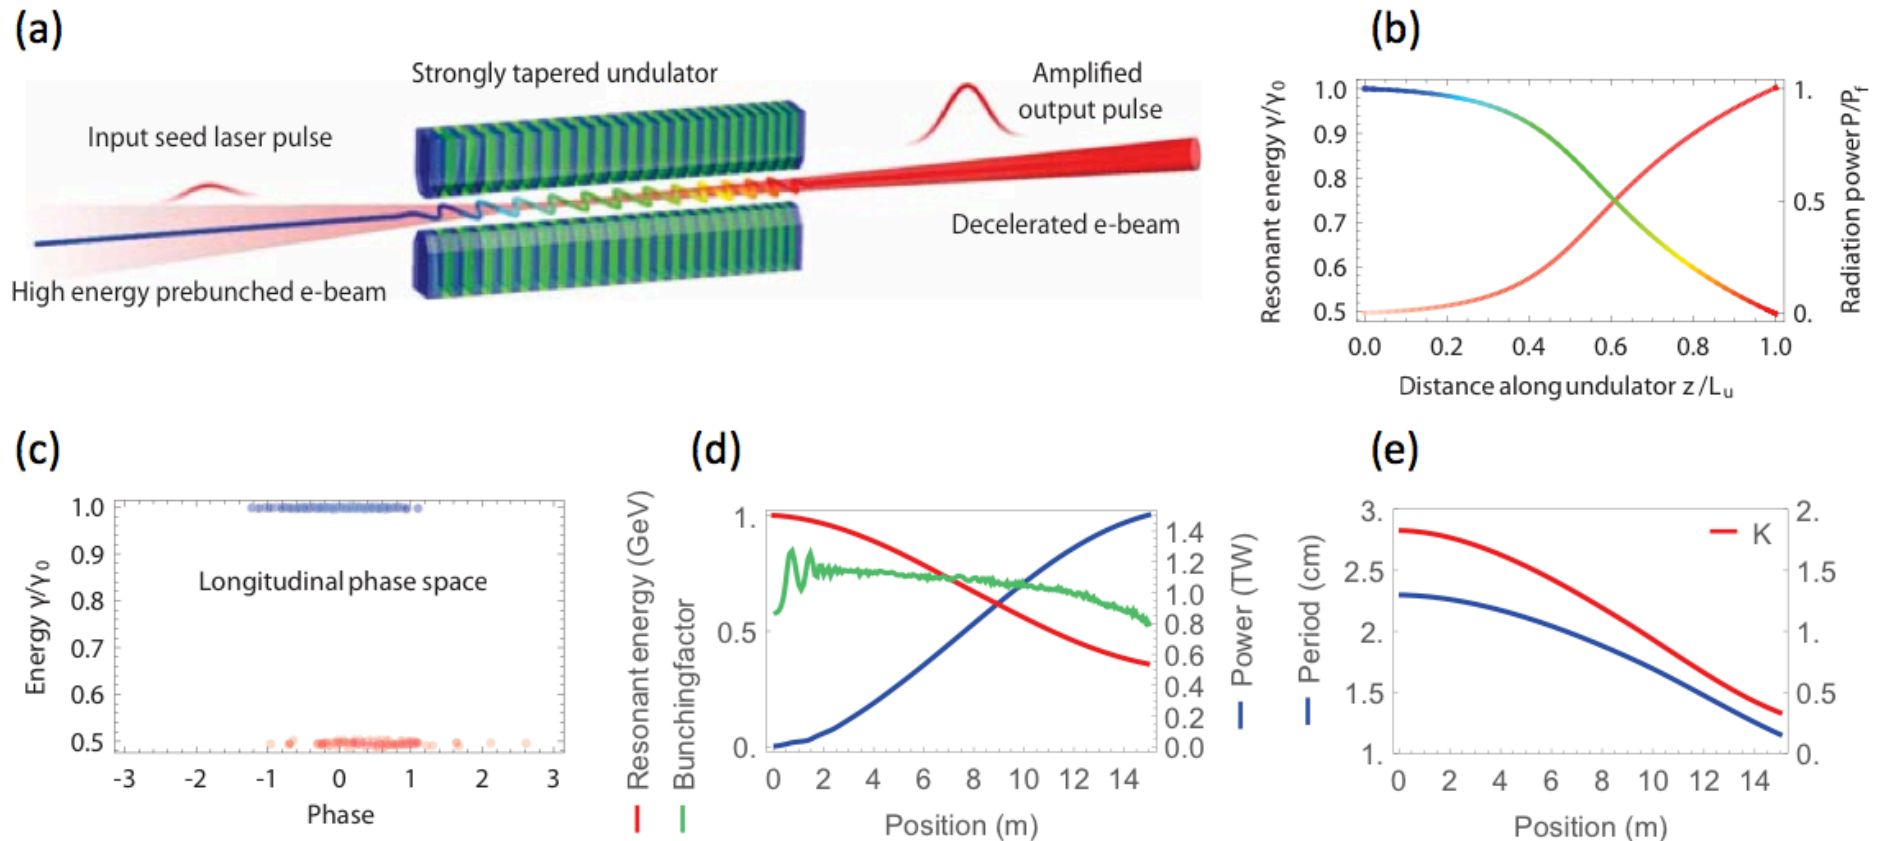 (a)
Strongly tapered undulator
Input seed laser pulse
Amplified
output pulse
High energy prebunched e-beam
Decelerated e-beam
(b)
Resonant energy γ/γ₀
1.0
0.9
0.8
0.7
0.6
0.5
1.
0.5
0.
Radiation power P/P_f
0.0 0.2 0.4 0.6 0.8 1.0
Distance along undulator z/L_u
(c)
Energy γ/γ₀
1.0
0.9
0.8
0.7
0.6
0.5
Longitudinal phase space
-3 -2 -1 0 1 2 3
Phase
(d)
Resonant energy (GeV)
Bunchingfactor
1.
0.5
0.
1.4
1.2
1.0
0.8
0.6
0.4
0.2
0.0
Power (TW)
0 2 4 6 8 10 12 14
Position (m)
(e)
Period (cm)
3.
2.5
2.
1.5
1.
K
2.
1.5
1.0
0.5
0.
0 2 4 6 8 10 12 14
Position (m)